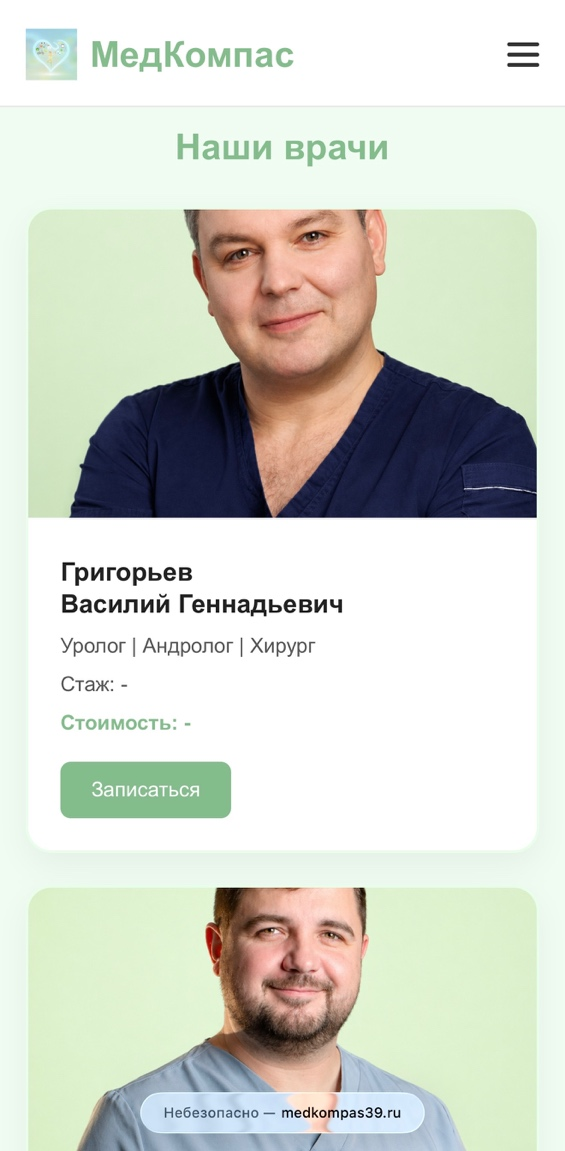 МедКомпас
Наши врачи
Григорьев
Василий Геннадьевич
Уролог | Андролог | Хирург
Стаж: -
Стоимость: -
Записаться
Небезопасно — medkompas39.ru